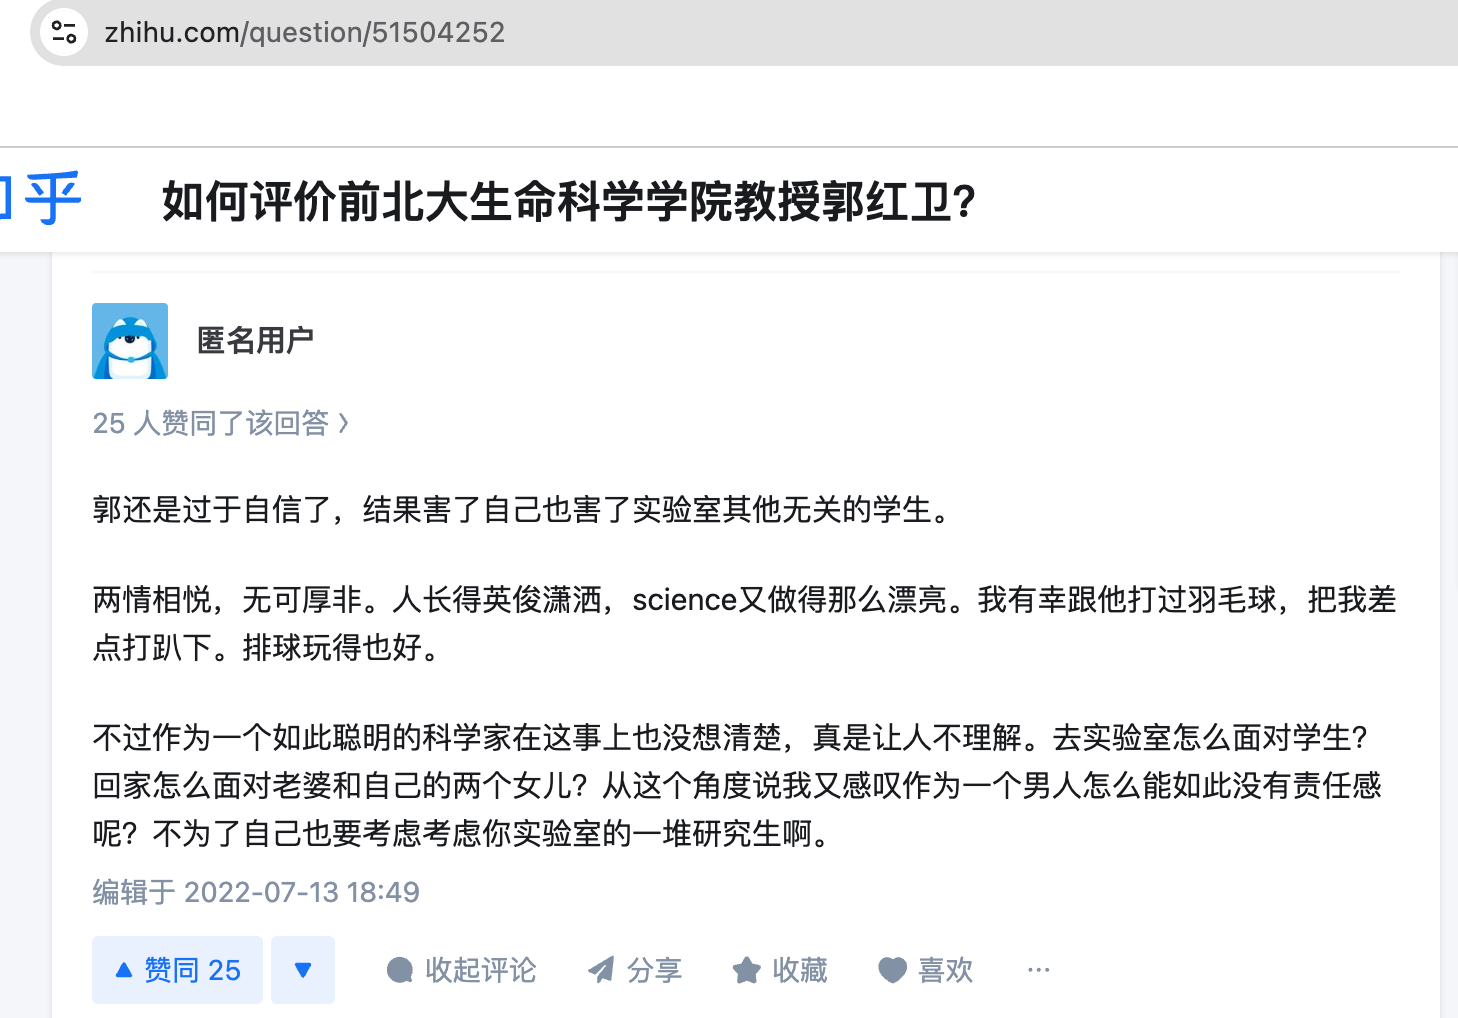 zhihu.com/question/51504252
知乎
如何评价前北大生命科学学院教授郭红卫?
匿名用户
25 人赞同了该回答 ›
郭还是过于自信了，结果害了自己也害了实验室其他无关的学生。
两情相悦，无可厚非。人长得英俊潇洒，science又做得那么漂亮。我有幸跟他打过羽毛球，把我差
点打趴下。排球玩得也好。
不过作为一个如此聪明的科学家在这事上也没想清楚，真是让人不理解。去实验室怎么面对学生?
回家怎么面对老婆和自己的两个女儿？从这个角度说我又感叹作为一个男人怎么能如此没有责任感
呢？不为了自己也要考虑考虑你实验室的一堆研究生啊。
编辑于 2022-07-13 18:49
赞同 25
收起评论
分享
收藏
喜欢
···